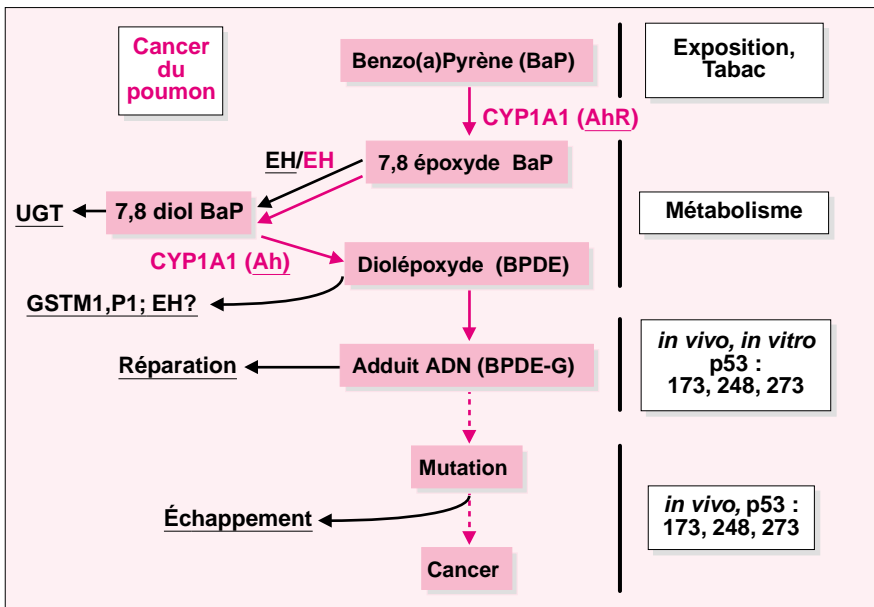 Cancer
du
poumon
Benzo(a)Pyrène (BaP)
Exposition,
Tabac
CYP1A1 (AhR)
EH/EH
7,8 époxyde BaP
UGT
7,8 diol BaP
Métabolisme
CYP1A1 (Ah)
Diolépoxyde (BPDE)
GSTM1,P1; EH?
in vivo, in vitro
p53 :
173, 248, 273
Réparation
Adduit ADN (BPDE-G)
Mutation
Échappement
in vivo, p53 :
173, 248, 273
Cancer